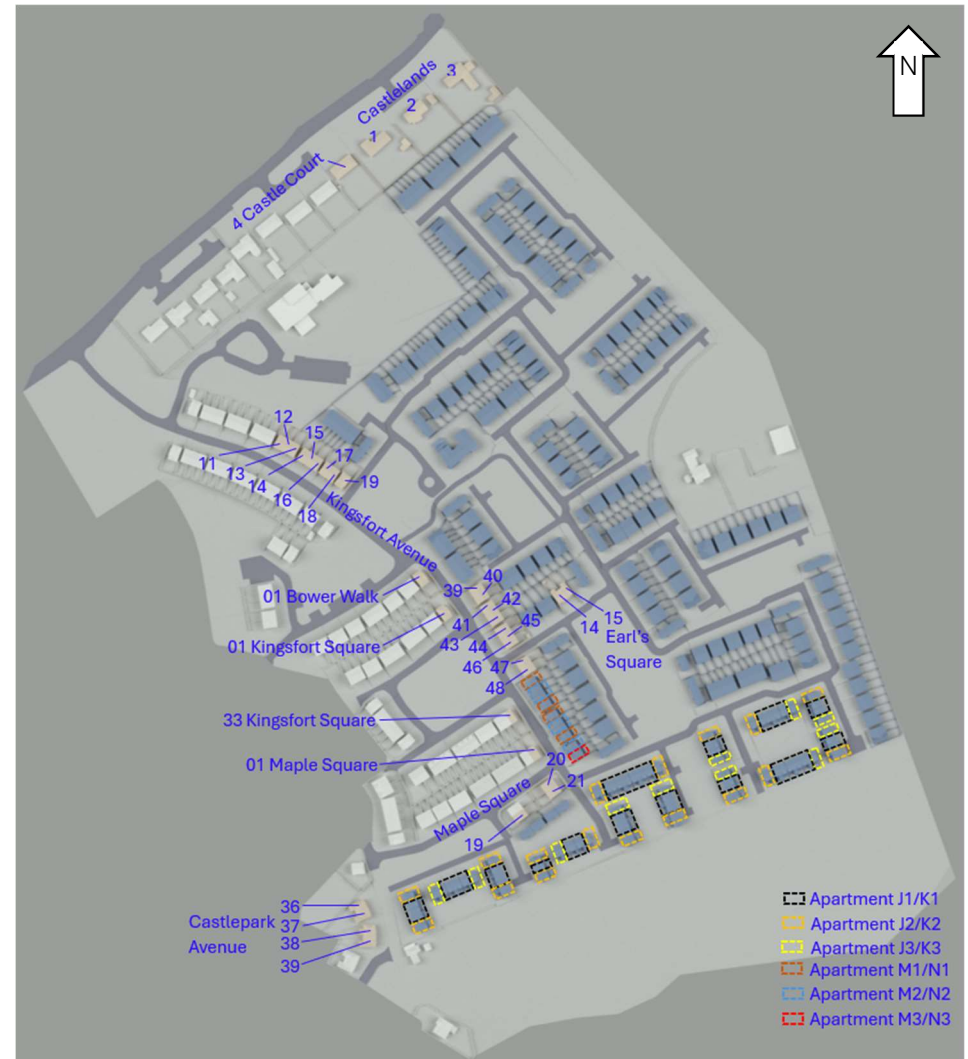 N
3
Castlelands
2
1
4 Castle Court
12
15
11
17
13
14
19
16
18
Kingsfort Avenue
40
39
01 Bower Walk
42
41
45
15
14
01 Kingsfort Square
43
44
Earl's
Square
46
47
48
33 Kingsfort Square
20
01 Maple Square
21
Maple Square
19
Apartment J1/K1
36
Apartment J2/K2
Castlepark
37
38
Avenue
Apartment J3/K3
39
Apartment M1/N1
Apartment M2/N2
Apartment M3/N3